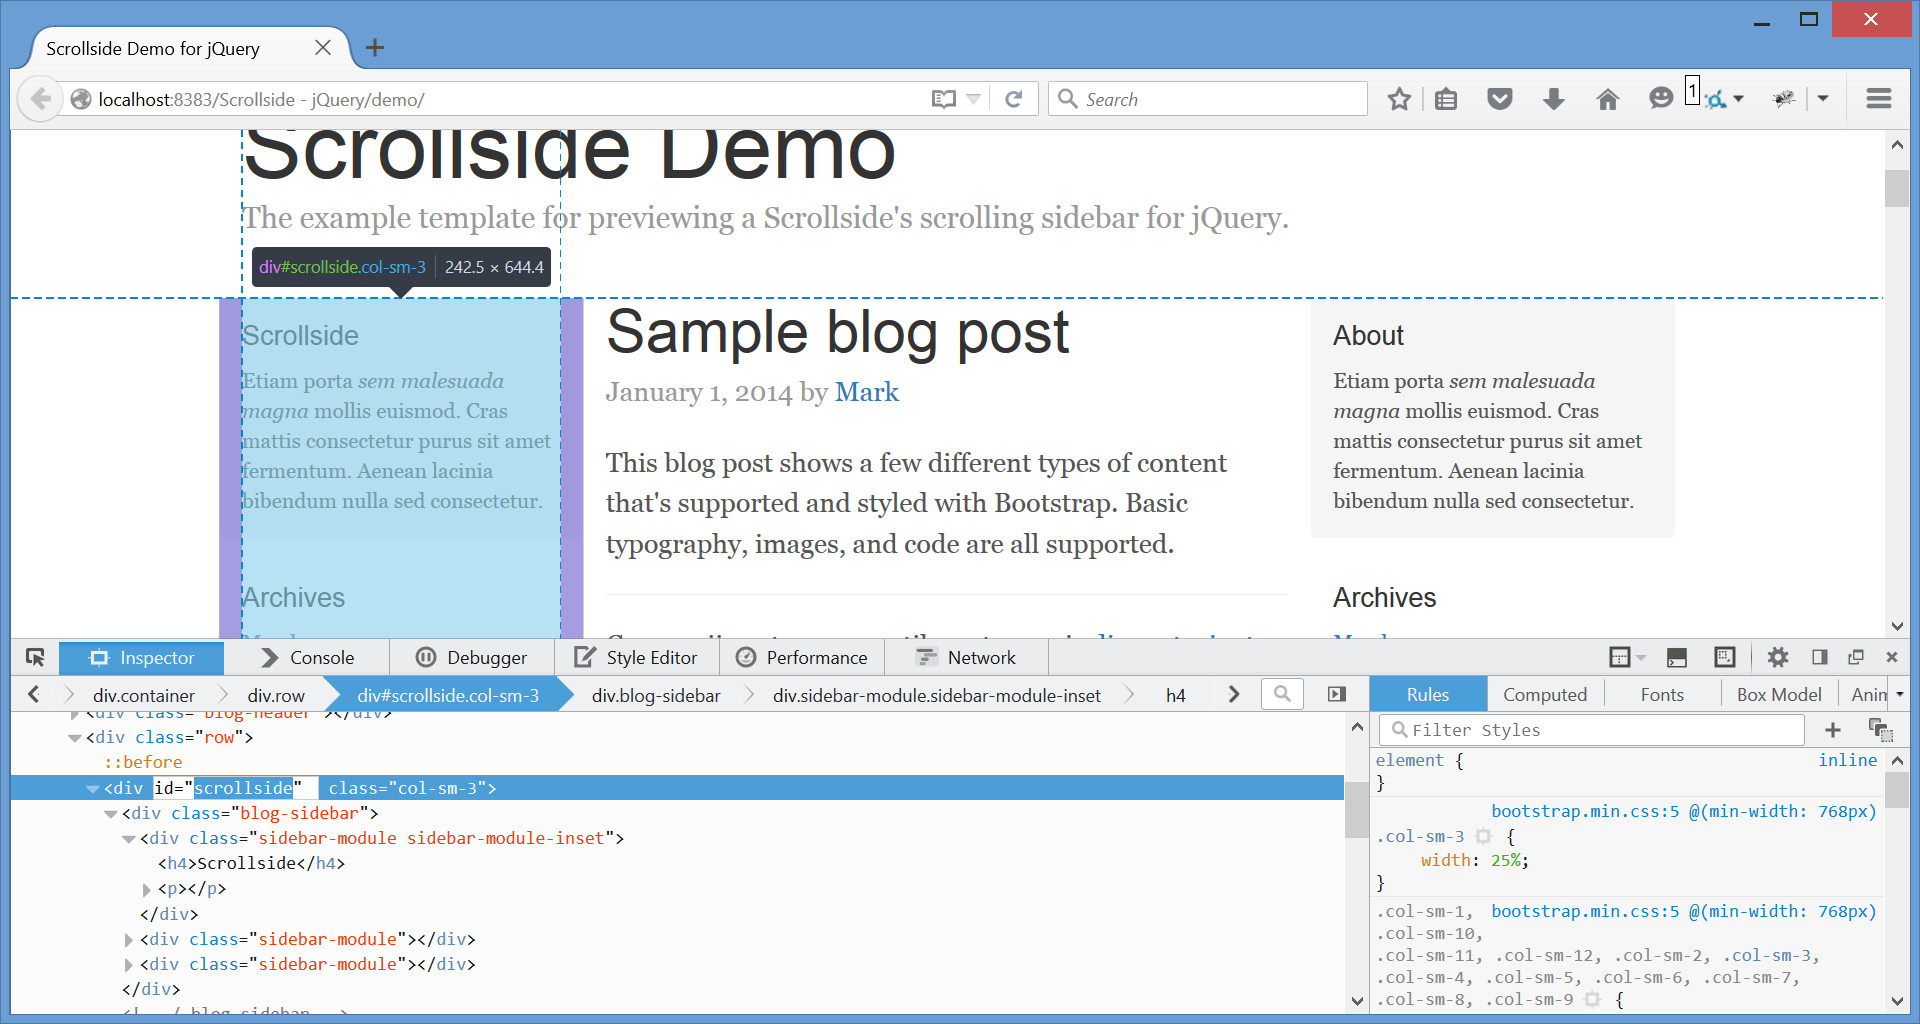 Scrollside Demo for jQuery
localhost:8383/Scrollside - jQuery/demo/
Search
1
Scrollside Demo
The example template for previewing a Scrollside's scrolling sidebar for jQuery.
div#scrollside.col-sm-3 242.5 × 644.4
Scrollside
Etiam porta sem malesuada
magna mollis euismod. Cras
mattis consectetur purus sit amet
fermentum. Aenean lacinia
bibendum nulla sed consectetur.
Archives
Sample blog post
January 1, 2014 by Mark
This blog post shows a few different types of content
that's supported and styled with Bootstrap. Basic
typography, images, and code are all supported.
About
Etiam porta sem malesuada
magna mollis euismod. Cras
mattis consectetur purus sit amet
fermentum. Aenean lacinia
bibendum nulla sed consectetur.
Archives
Inspector Console Debugger Style Editor Performance Network
div.container div.row div#scrollside.col-sm-3 div.blog-sidebar div.sidebar-module.sidebar-module-inset h4
<div class="blog-header"></div>
<div class="row">
::before
<div id="scrollside" class="col-sm-3">
<div class="blog-sidebar">
<div class="sidebar-module sidebar-module-inset">
<h4>Scrollside</h4>
<p></p>
</div>
<div class="sidebar-module"></div>
<div class="sidebar-module"></div>
</div>
Rules Computed Fonts Box Model Anim
Filter Styles
element { inline
}
bootstrap.min.css:5 @(min-width: 768px)
.col-sm-3 {
width: 25%;
}
.col-sm-1, bootstrap.min.css:5 @(min-width: 768px)
.col-sm-10,
.col-sm-11, .col-sm-12, .col-sm-2, .col-sm-3,
.col-sm-4, .col-sm-5, .col-sm-6, .col-sm-7,
.col-sm-8, .col-sm-9 {